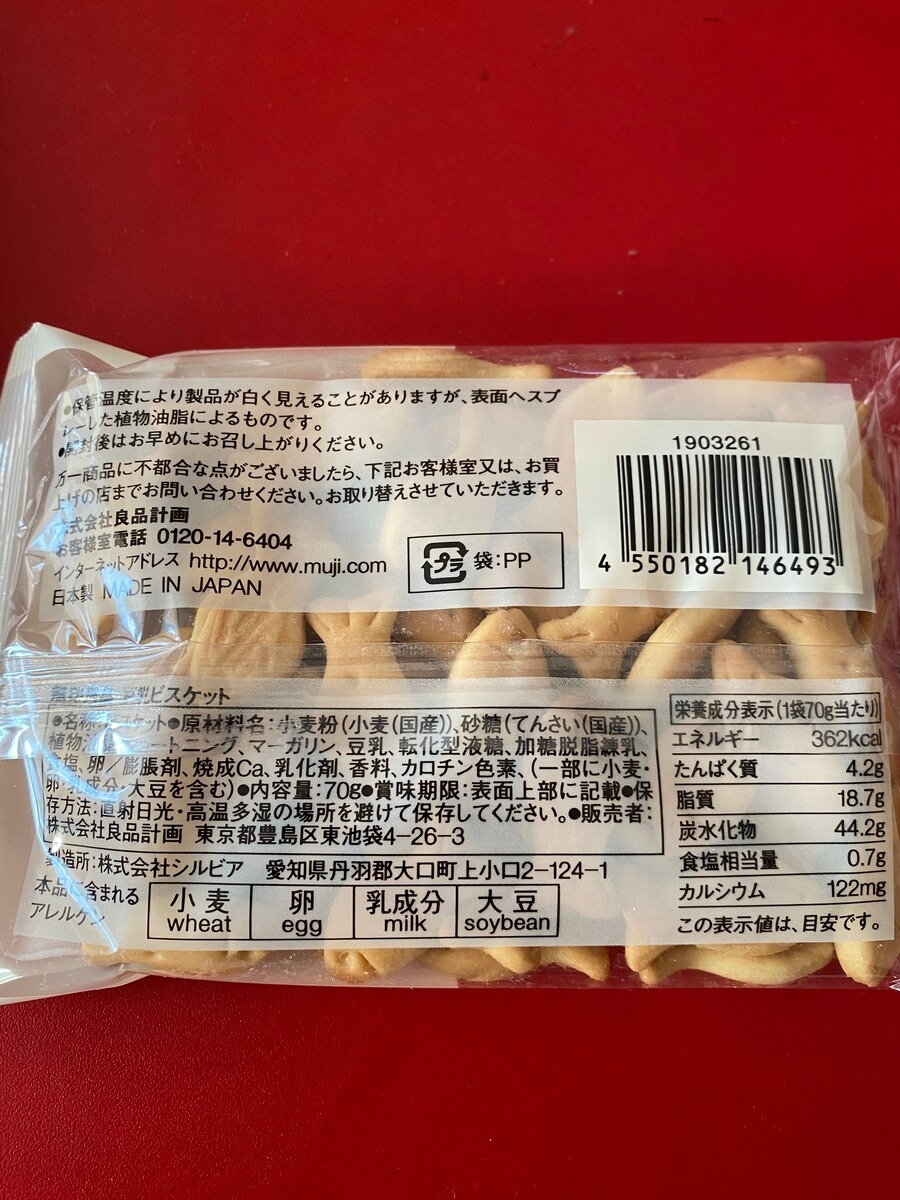 ●保管温度により製品が白く見えることがありますが、表面へスプ
レーした植物油脂によるものです。
●開封後はお早めにお召し上がりください。
万一商品に不都合な点がございましたら、下記お客様室又は、お買
上げの店までお問い合わせください。お取り替えさせていただきます。
株式会社良品計画
お客様室電話 0120-14-6404
インターネットアドレス http://www.muji.com
日本製 MADE IN JAPAN
プラ 袋:PP
1903261
4 550182 146493
豆乳ビスケット
●名称: ●原材料名:小麦粉(小麦(国産))、砂糖(てんさい(国産))、
植物 ートニング、マーガリン、豆乳、転化型液糖、加糖脱脂練乳、
食塩、卵/膨脹剤、焼成Ca、乳化剤、香料、カロチン色素、(一部に小麦・
卵・乳成分・大豆を含む)●内容量:70g●賞味期限:表面上部に記載●保
存方法:直射日光・高温多湿の場所を避けて保存してください。●販売者:
株式会社良品計画 東京都豊島区東池袋4-26-3
製造所:株式会社シルビア 愛知県丹羽郡大口町上小口2-124-1
本品に含まれる
アレルゲン
小麦 卵 乳成分 大豆
wheat egg milk soybean
栄養成分表示(1袋70g当たり)
エネルギー 362kcal
たんぱく質 4.2g
脂質 18.7g
炭水化物 44.2g
食塩相当量 0.7g
カルシウム 122mg
この表示値は、目安です。